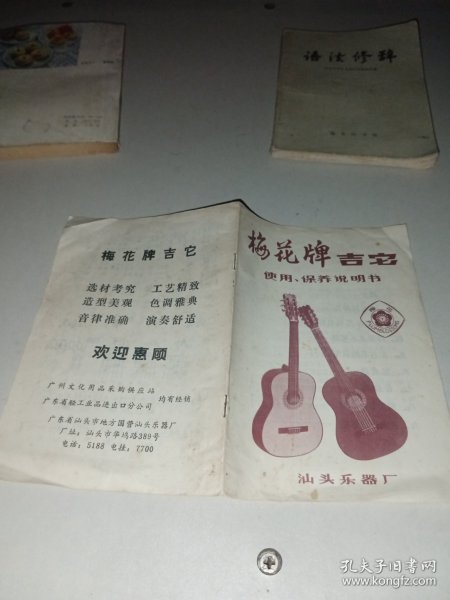 语法修辞
梅花牌吉它
使用、保养说明书
汕头乐器厂
梅花牌吉它
选材考究 工艺精致
造型美观 色调雅典
音律准确 演奏舒适
欢迎惠顾
广州文化用品采购供应站
广东省轻工业品进出口分公司
均有经销
广东省汕头市地方国营汕头乐器厂
厂址：汕头市华坞路389号
电话：5188 电挂：7700
孔夫子旧书网
www.kongfz.com